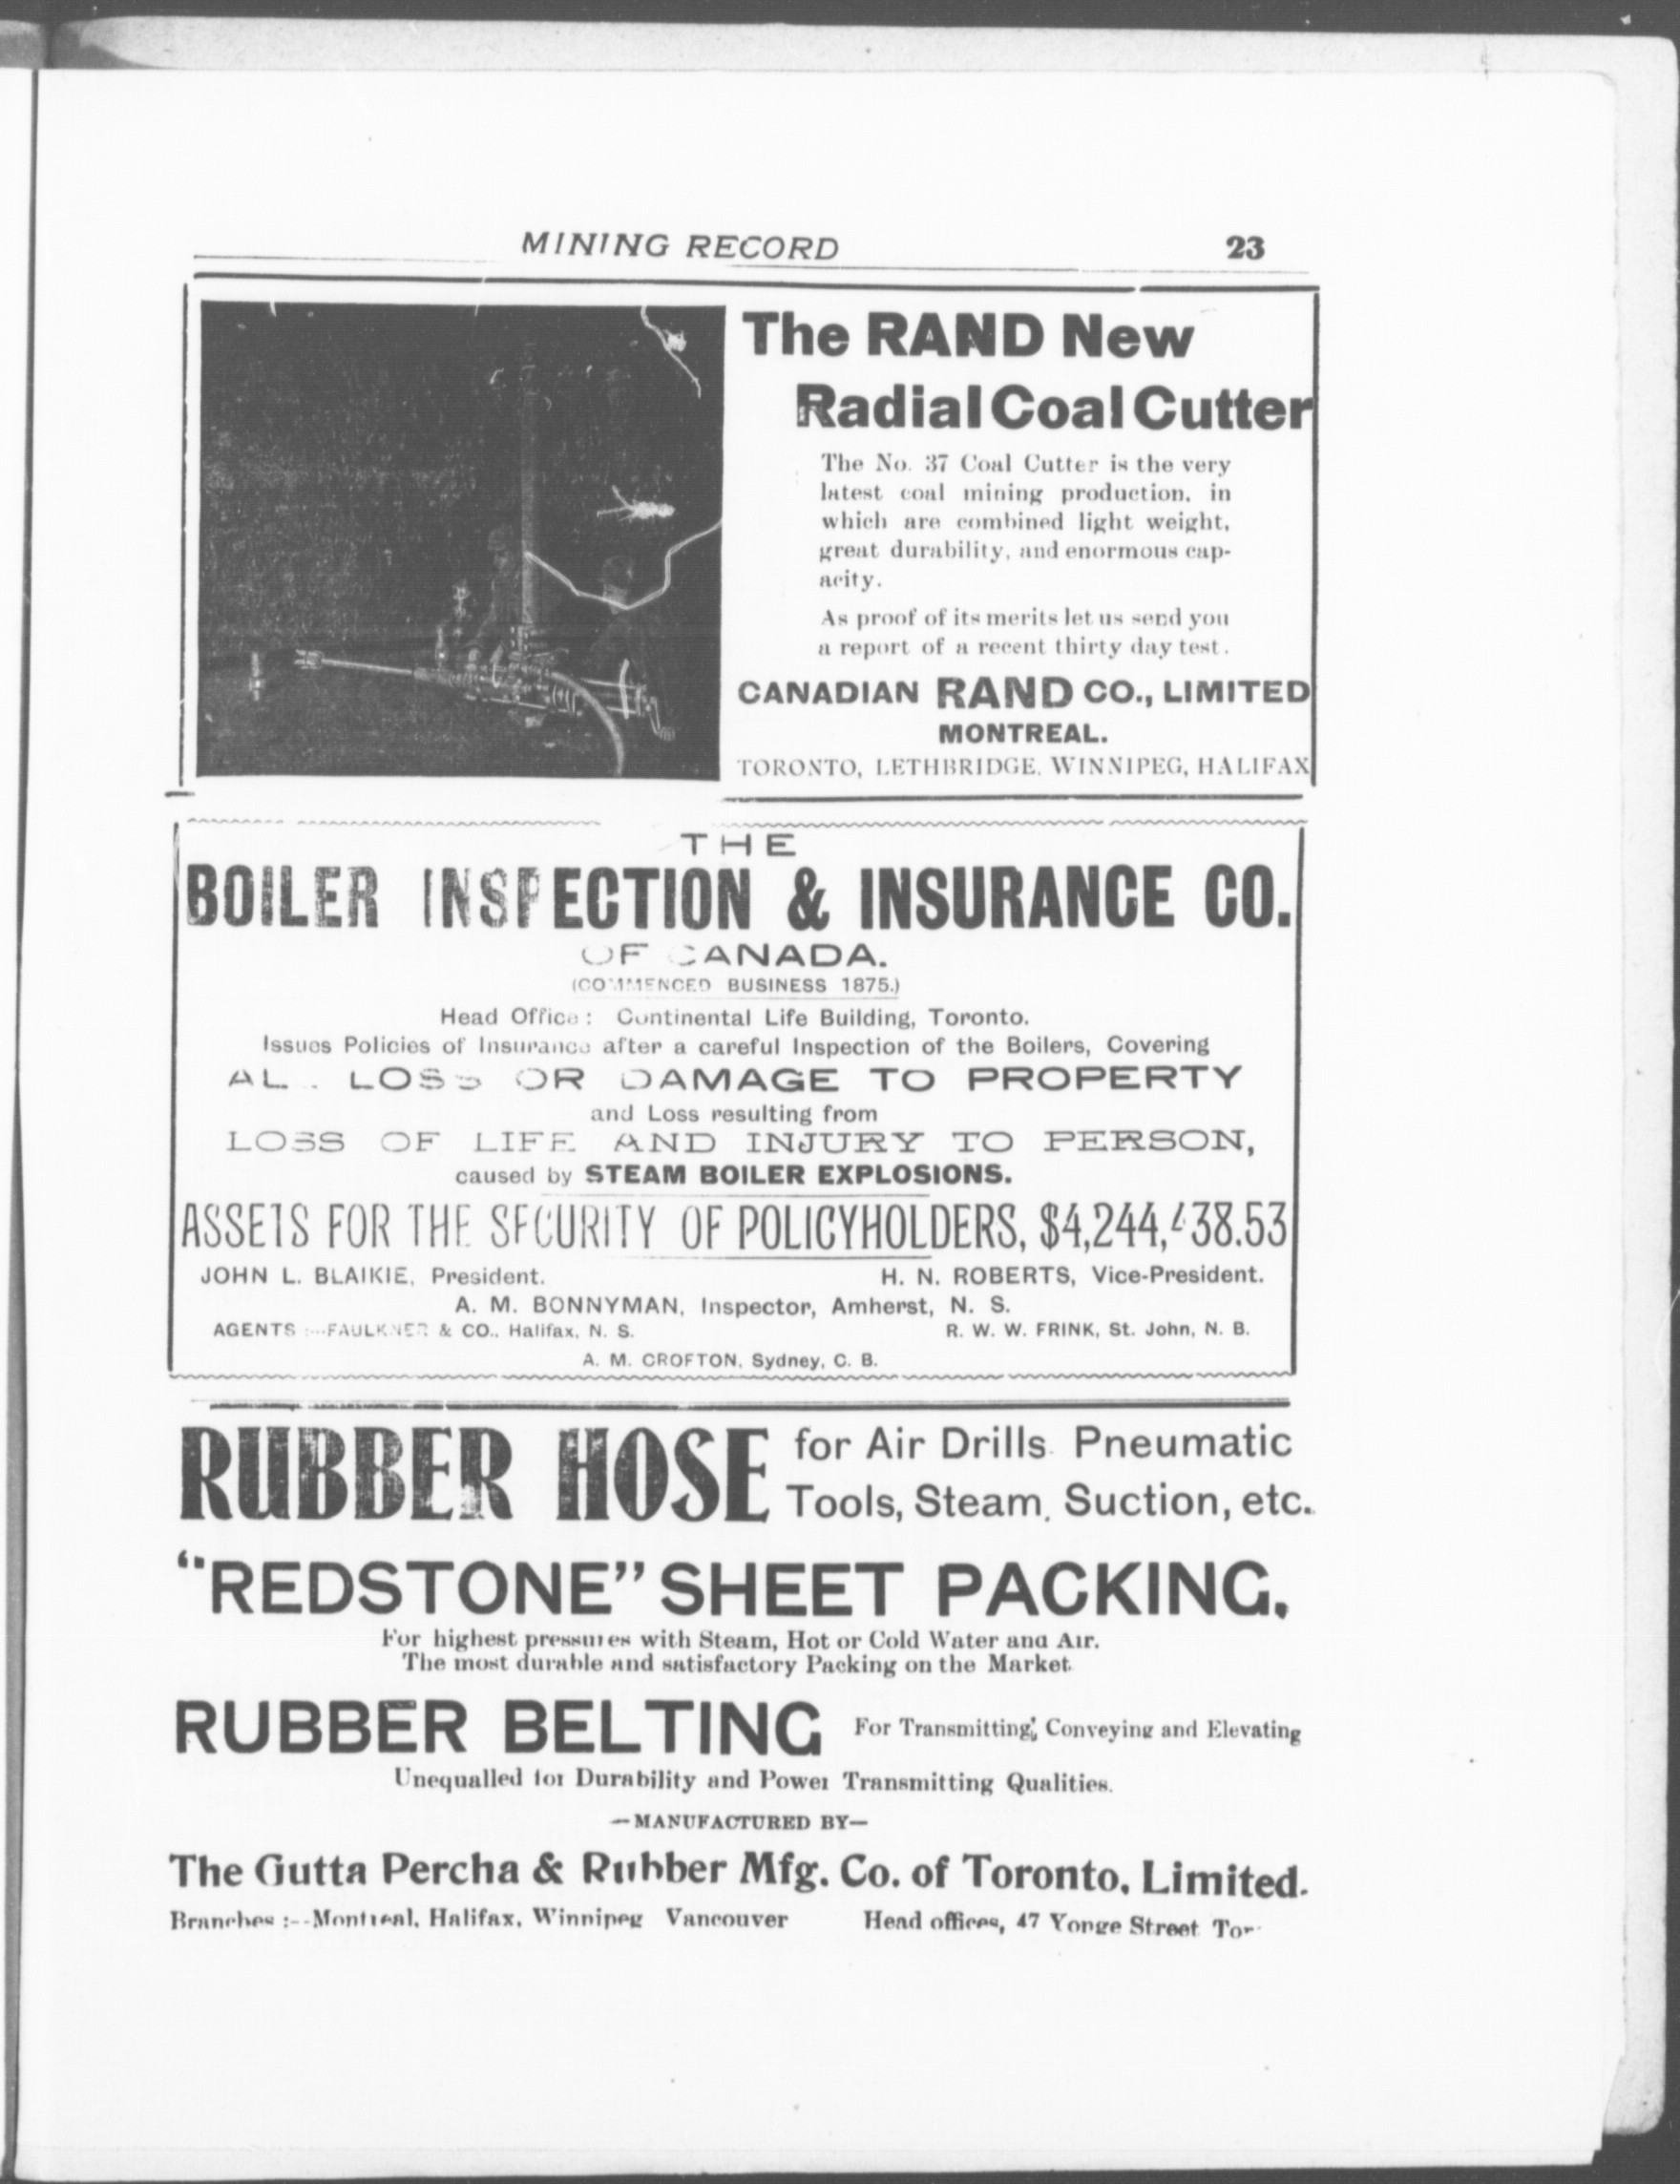 MINING RECORD 23
The RAND New
Radial Coal Cutter
The No. 37 Coal Cutter is the very
latest coal mining production, in
which are combined light weight,
great durability, and enormous cap-
acity.
As proof of its merits let us send you
a report of a recent thirty day test.
CANADIAN RAND CO., LIMITED
MONTREAL.
TORONTO, LETHBRIDGE, WINNIPEG, HALIFAX
THE
BOILER INSPECTION & INSURANCE CO.
OF CANADA.
(COMMENCED BUSINESS 1875.)
Head Office: Continental Life Building, Toronto.
Issues Policies of Insurance after a careful Inspection of the Boilers, Covering
ALL LOSS OR DAMAGE TO PROPERTY
and Loss resulting from
LOSS OF LIFE AND INJURY TO PERSON,
caused by STEAM BOILER EXPLOSIONS.
ASSETS FOR THE SECURITY OF POLICYHOLDERS,
JOHN L. BLAIKIE, President. H. N. ROBERTS, Vice-President.
A. M. BONNYMAN, Inspector, Amherst, N. S.
AGENTS :--FAULKNER & CO., Halifax, N. S. R. W. W. FRINK, St. John, N. B.
A. M. CROFTON, Sydney, C. B.
RUBBER HOSE for Air Drills Pneumatic
Tools, Steam, Suction, etc.
"REDSTONE" SHEET PACKING,
For highest pressures with Steam, Hot or Cold Water and Air.
The most durable and satisfactory Packing on the Market.
RUBBER BELTING For Transmitting, Conveying and Elevating
Unequalled for Durability and Power Transmitting Qualities.
—MANUFACTURED BY—
The Gutta Percha & Rubber Mfg. Co. of Toronto, Limited.
Branches :--Montreal, Halifax, Winnipeg Vancouver Head offices, 47 Yonge Street Tor